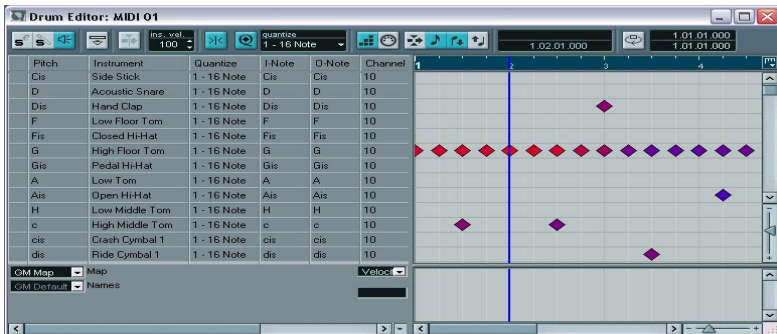 Drum Editor: MIDI 01
ins. vel. quantize
100 1 - 16 Note 1.02.01.000 1.01.01.000
1.01.01.000
Pitch Instrument Quantize I-Note O-Note Channel 1 2 3 4
Cis Side Stick 1 - 16 Note Cis Cis 10
D Acoustic Snare 1 - 16 Note D D 10
Dis Hand Clap 1 - 16 Note Dis Dis 10
F Low Floor Tom 1 - 16 Note F F 10
Fis Closed Hi-Hat 1 - 16 Note Fis Fis 10
G High Floor Tom 1 - 16 Note G G 10
Gis Pedal Hi-Hat 1 - 16 Note Gis Gis 10
A Low Tom 1 - 16 Note A A 10
Ais Open Hi-Hat 1 - 16 Note Ais Ais 10
H Low Middle Tom 1 - 16 Note H H 10
c High Middle Tom 1 - 16 Note c c 10
cis Crash Cymbal 1 1 - 16 Note cis cis 10
dis Ride Cymbal 1 1 - 16 Note dis dis 10
GM Map Map Veloci
GM Default Names